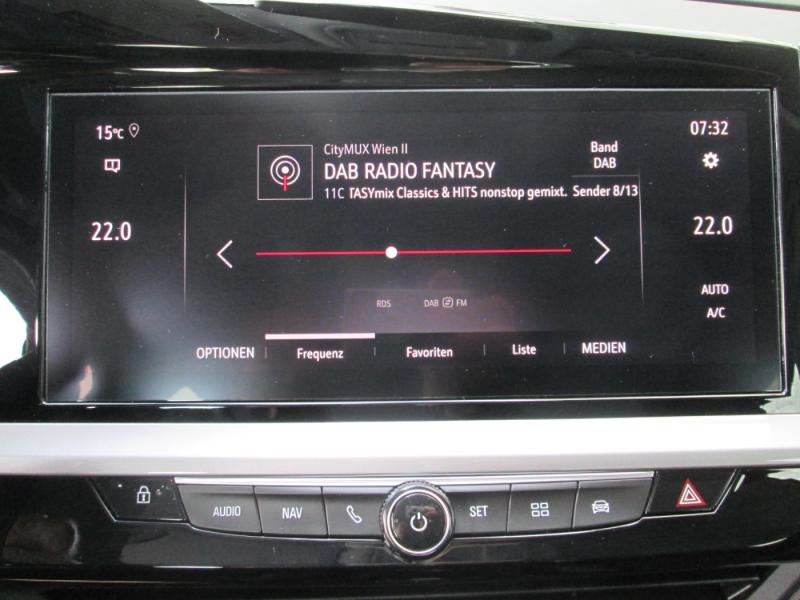 15°C
07:32
CityMUX Wien II
DAB RADIO FANTASY
11C TASYmix Classics & HITS nonstop gemixt. Sender 8/13
Band
DAB
22.0
22.0
RDS
DAB FM
AUTO
A/C
OPTIONEN
Frequenz
Favoriten
Liste
MEDIEN
AUDIO
NAV
SET